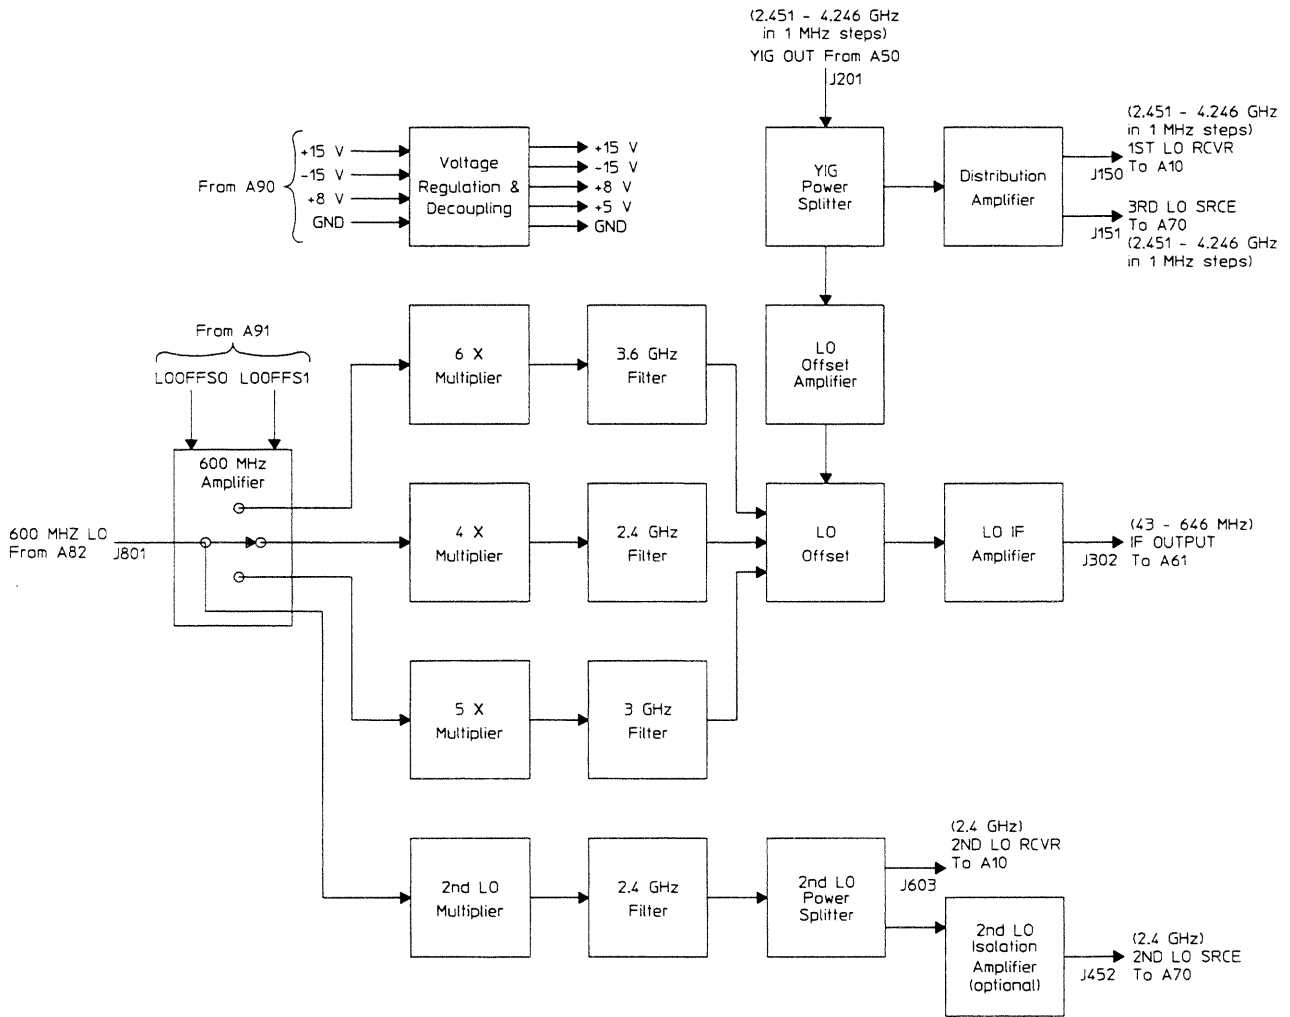 (2.451 - 4.246 GHz
in 1 MHz steps)
YIG OUT From A50
J201
From A90
+15 V
-15 V
+8 V
GND
Voltage
Regulation &
Decoupling
+15 V
-15 V
+8 V
+5 V
GND
YIG
Power
Splitter
Distribution
Amplifier
(2.451 - 4.246 GHz
in 1 MHz steps)
1ST LO RCVR
To A10
J150
3RD LO SRCE
To A70
J151
(2.451 - 4.246 GHz
in 1 MHz steps)
From A91
LOOFFS0 LOOFFS1
6 X
Multiplier
3.6 GHz
Filter
LO
Offset
Amplifier
600 MHz
Amplifier
600 MHZ LO
From A82
J801
4 X
Multiplier
2.4 GHz
Filter
LO
Offset
LO IF
Amplifier
(43 - 646 MHz)
IF OUTPUT
To A61
J302
5 X
Multiplier
3 GHz
Filter
2nd LO
Multiplier
2.4 GHz
Filter
2nd LO
Power
Splitter
(2.4 GHz)
2ND LO RCVR
To A10
J603
2nd LO
Isolation
Amplifier
(optional)
(2.4 GHz)
2ND LO SRCE
To A70
J452